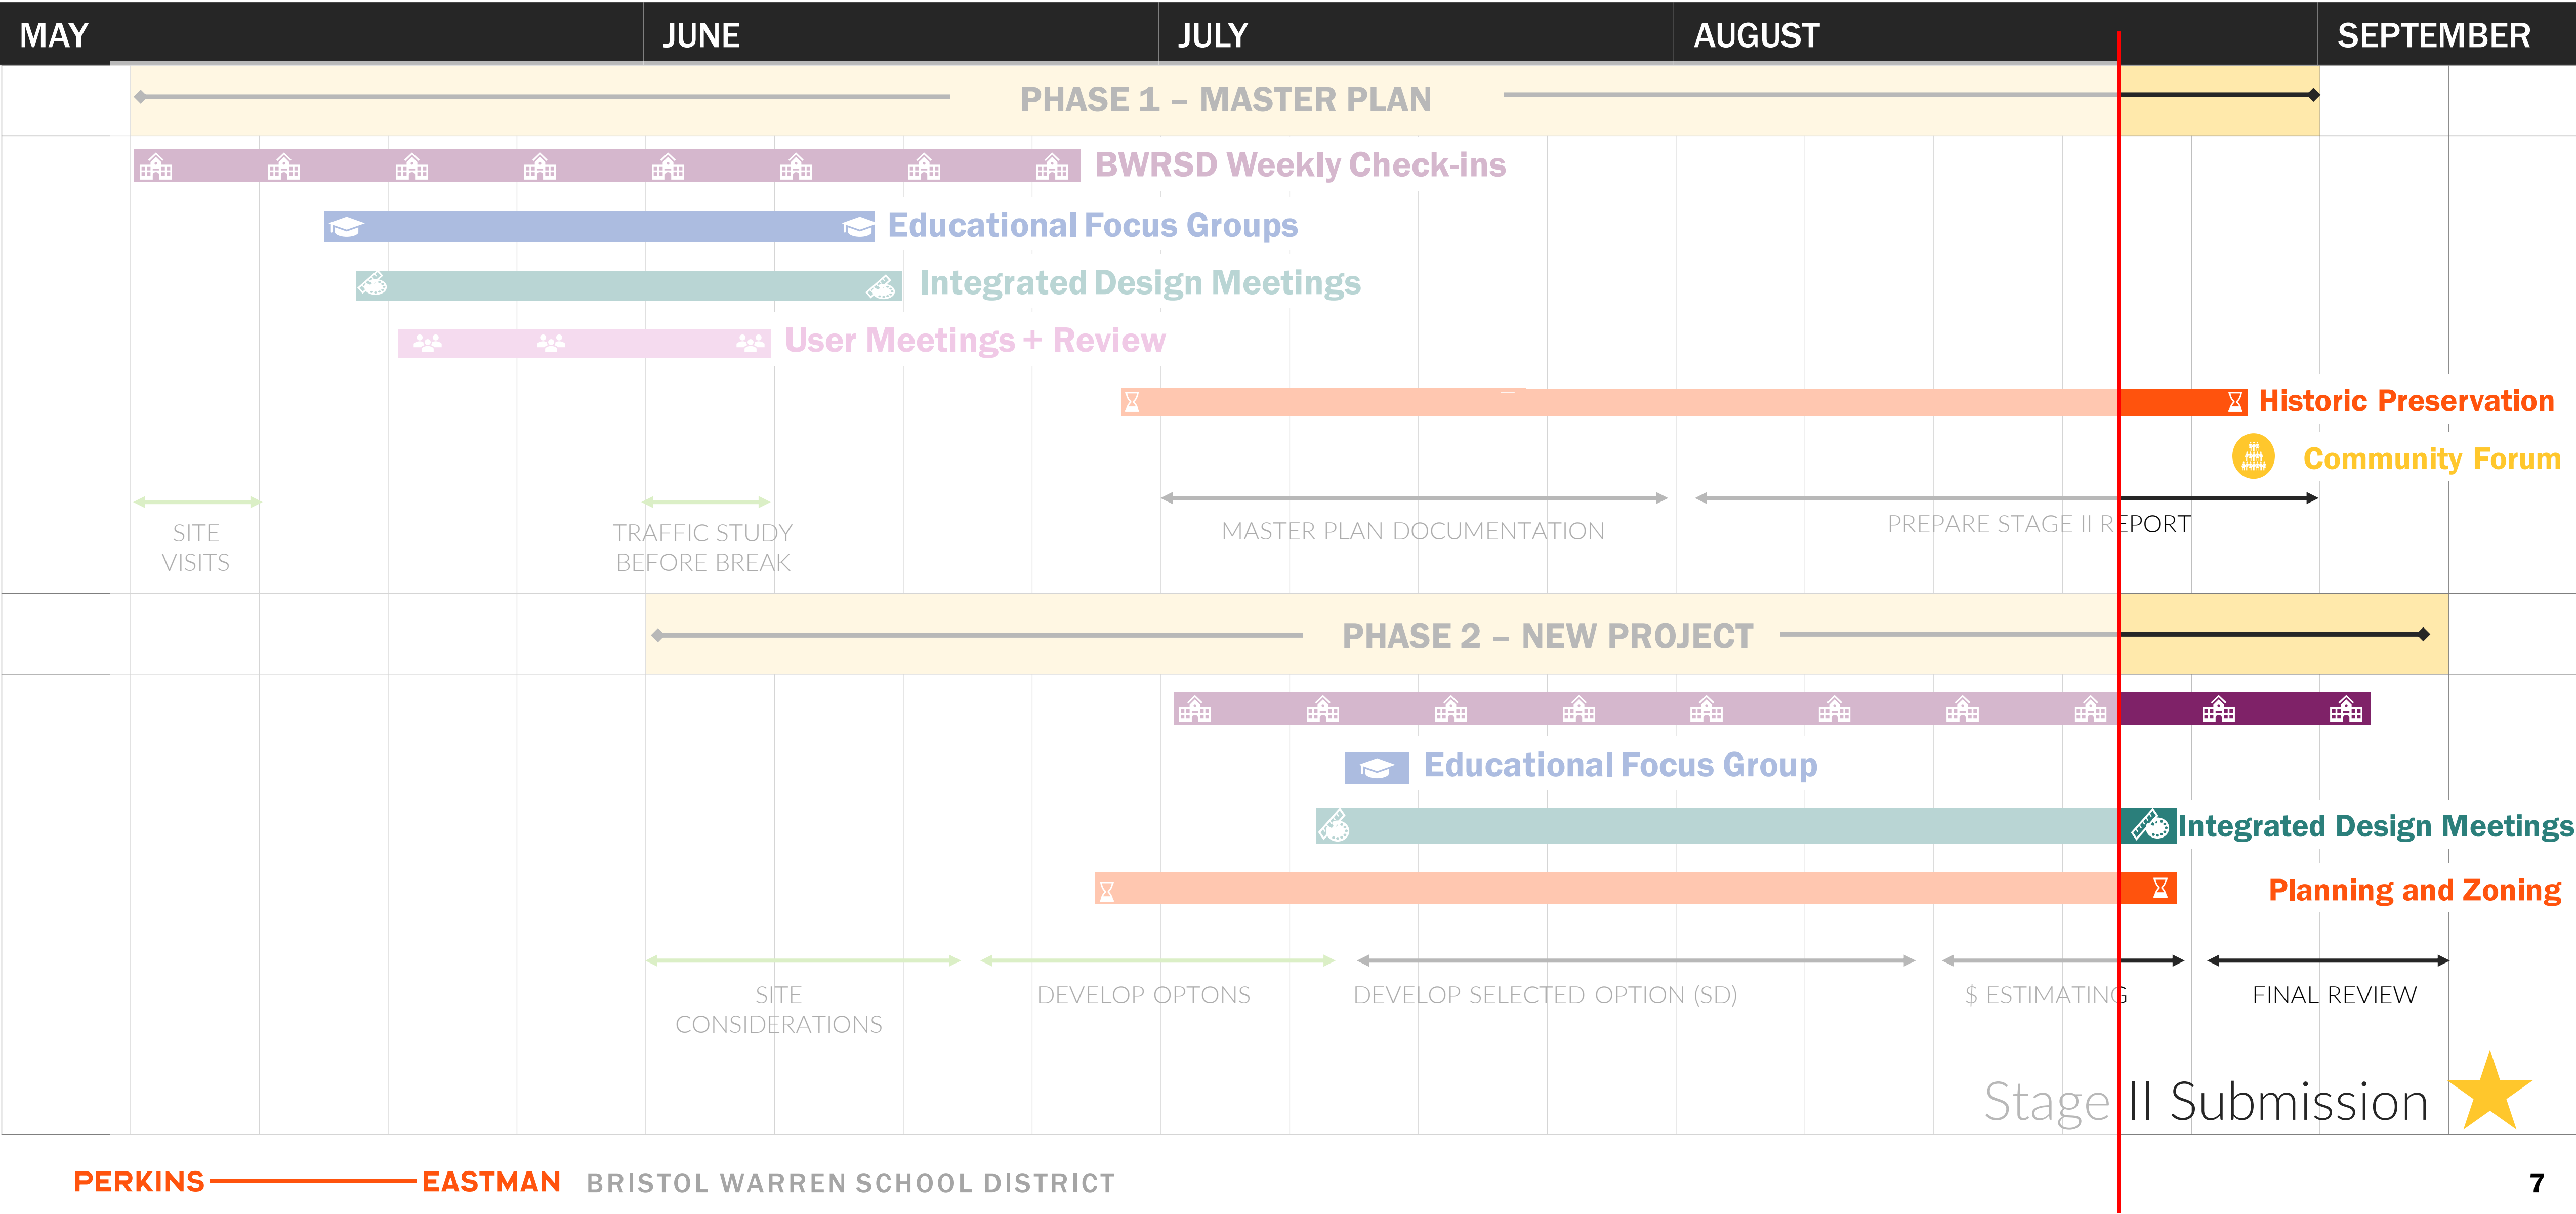 MAY JUNE JULY AUGUST SEPTEMBER
PHASE 1 – MASTER PLAN
BWRSD Weekly Check-ins
Educational Focus Groups
Integrated Design Meetings
User Meetings + Review
Historic Preservation
Community Forum
SITE
VISITS
TRAFFIC STUDY
BEFORE BREAK
MASTER PLAN DOCUMENTATION
PREPARE STAGE II REPORT
PHASE 2 – NEW PROJECT
Educational Focus Group
Integrated Design Meetings
Planning and Zoning
SITE
CONSIDERATIONS
DEVELOP OPTONS
DEVELOP SELECTED OPTION (SD)
$ ESTIMATING
FINAL REVIEW
Stage II Submission
PERKINS EASTMAN BRISTOL WARREN SCHOOL DISTRICT
7